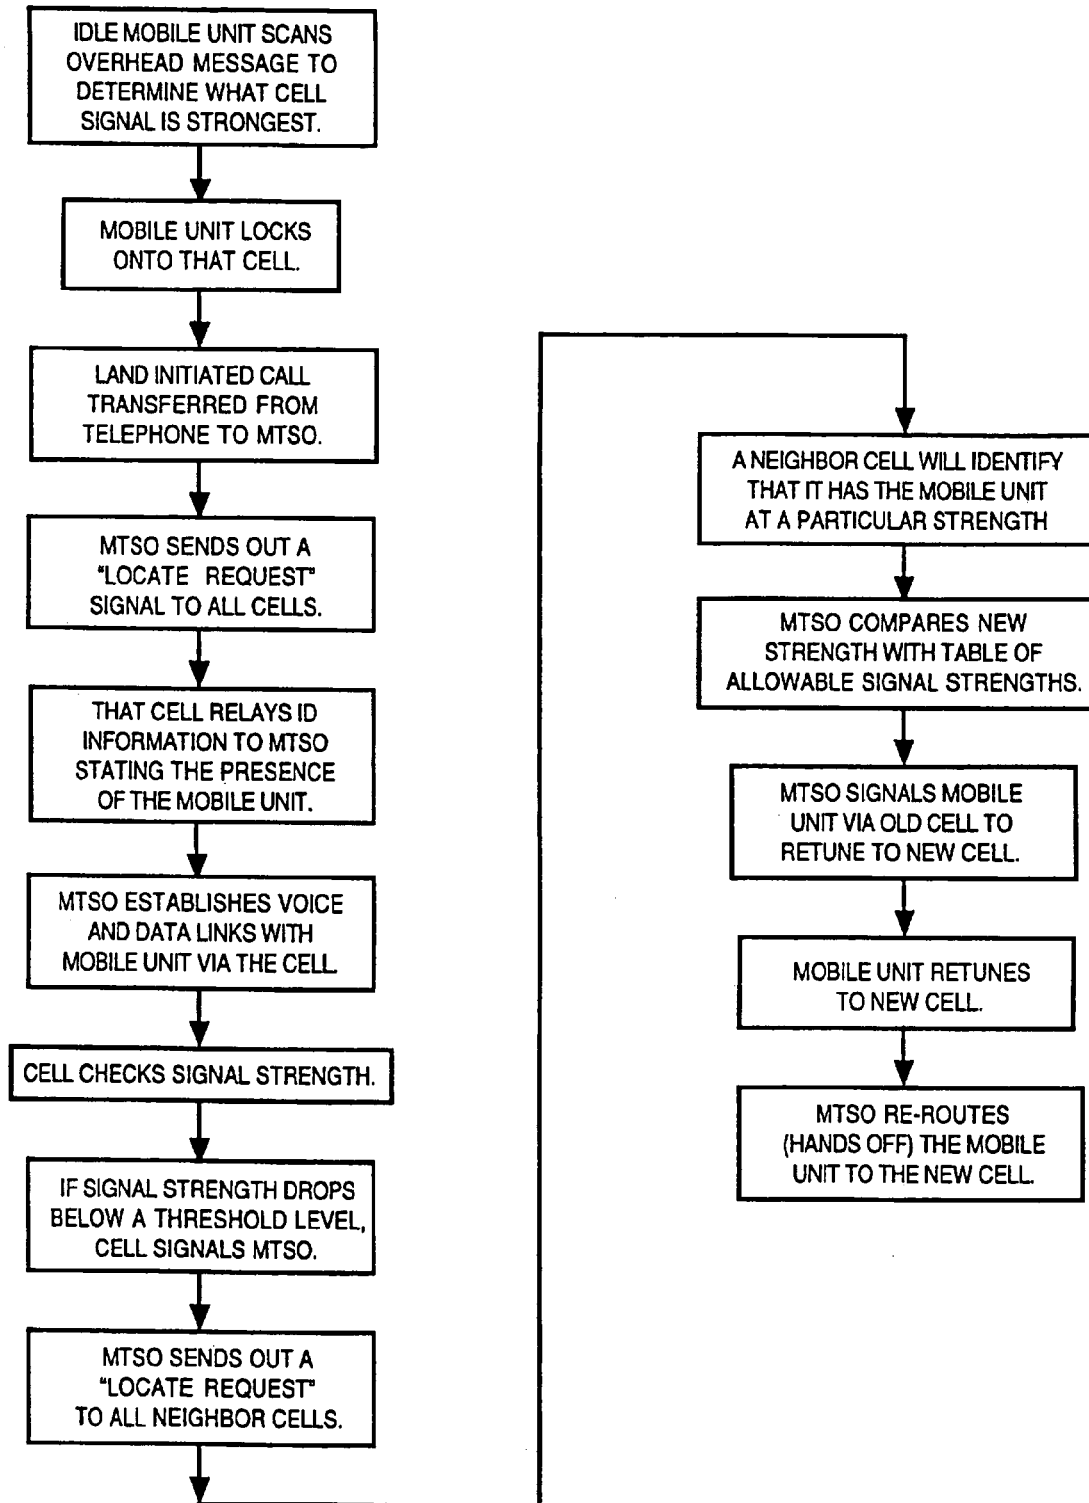 IDLE MOBILE UNIT SCANS
OVERHEAD MESSAGE TO
DETERMINE WHAT CELL
SIGNAL IS STRONGEST.
MOBILE UNIT LOCKS
ONTO THAT CELL.
LAND INITIATED CALL
TRANSFERRED FROM
TELEPHONE TO MTSO.
MTSO SENDS OUT A
"LOCATE REQUEST"
SIGNAL TO ALL CELLS.
THAT CELL RELAYS ID
INFORMATION TO MTSO
STATING THE PRESENCE
OF THE MOBILE UNIT.
MTSO ESTABLISHES VOICE
AND DATA LINKS WITH
MOBILE UNIT VIA THE CELL
CELL CHECKS SIGNAL STRENGTH.
IF SIGNAL STRENGTH DROPS
BELOW A THRESHOLD LEVEL,
CELL SIGNALS MTSO.
MTSO SENDS OUT A
"LOCATE REQUEST"
TO ALL NEIGHBOR CELLS.
A NEIGHBOR CELL WILL IDENTIFY
THAT IT HAS THE MOBILE UNIT
AT A PARTICULAR STRENGTH
MTSO COMPARES NEW
STRENGTH WITH TABLE OF
ALLOWABLE SIGNAL STRENGTHS.
MTSO SIGNALS MOBILE
UNIT VIA OLD CELL TO
RETUNE TO NEW CELL.
MOBILE UNIT RETUNES
TO NEW CELL.
MTSO RE-ROUTES
(HANDS OFF) THE MOBILE
UNIT TO THE NEW CELL.